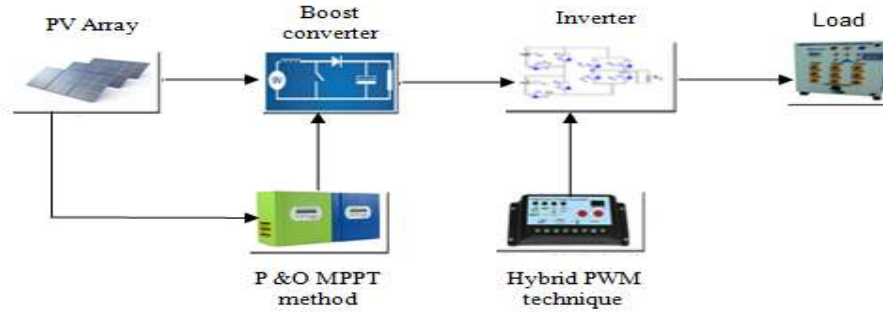 PV Array
Boost
converter
Inverter
Load
P &O MPPT
method
Hybrid PWM
technique